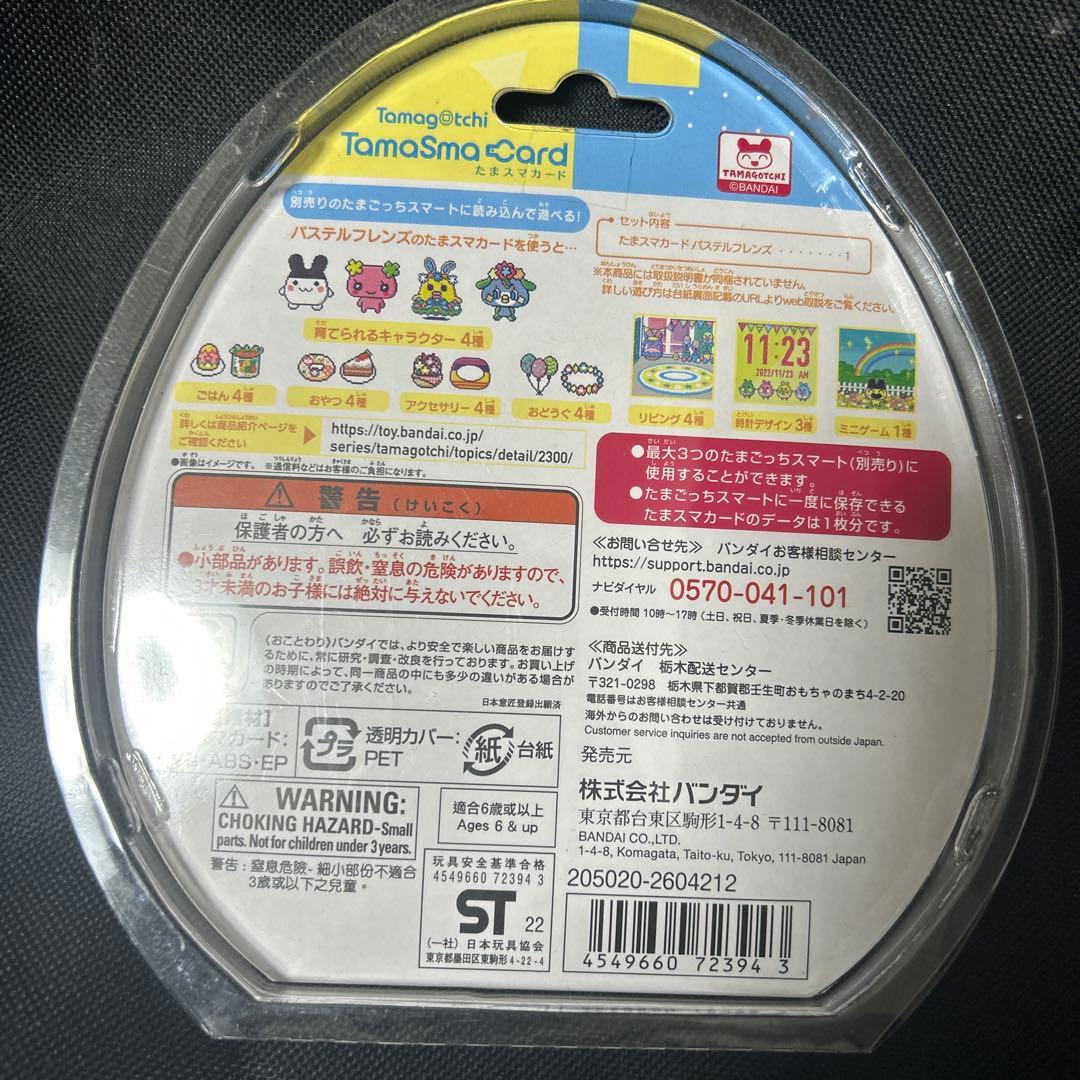 Tamagotchi
TamaSma Card
たまスマカード
TAMAGOTCHI
©BANDAI
別売りのたまごっちスマートに読み込んで遊べる!
パステルフレンズのたまスマカードを使うと…
セット内容
たまスマカード パステルフレンズ ・・・・・・・1
※本商品には取扱説明書が同梱されていません。
詳しい遊び方は台紙裏面記載のURLよりweb取説をご覧ください。
育てられるキャラクター 4種
11:23
2022/11/23 AM
ごはん 4種
おやつ 4種
アクセサリー 4種
おどうぐ 4種
リビング 4種
時計デザイン 3種
ミニゲーム 1種
詳しくは商品紹介ページを
ご確認ください
https://toy.bandai.co.jp/
series/tamagotchi/topics/detail/2300/
●画像はイメージです。 ※通信料などはお客様のご負担になります。
●最大3つのたまごっちスマート(別売り)に
使用することができます。
●たまごっちスマートに一度に保存できる
たまスマカードのデータは1枚分です。
警告(けいこく)
保護者の方へ 必ずお読みください。
●小部品があります。誤飲・窒息の危険がありますので、
3才未満のお子様には絶対に与えないでください。
≪お問い合せ先≫ バンダイお客様相談センター
https://support.bandai.co.jp
ナビダイヤル 0570-041-101
●受付時間 10時〜17時(土日、祝日、夏季・冬季休業日を除く)
《おことわり》バンダイでは、より安全で楽しい商品をお届けす
るために、常に研究・調査・改良を行っております。お買い上げ
の時期によって、同一商品の中にも多少の違いがある場合が
ありますのでご了承ください。
日本意匠登録出願済
≪商品送付先≫
バンダイ 栃木配送センター
〒321-0298 栃木県下都賀郡壬生町おもちゃのまち4-2-20
電話番号はお客様相談センター共通
海外からのお問い合わせは受け付けておりません。
Customer service inquiries are not accepted from outside Japan.
素材】
マカード:
・ABS・EP
プラ
透明カバー:
PET
紙
台紙
発売元
株式会社バンダイ
東京都台東区駒形1-4-8 〒111-8081
BANDAI CO.,LTD.
1-4-8, Komagata, Taito-ku, Tokyo, 111-8081 Japan
WARNING:
CHOKING HAZARD-Small
parts. Not for children under 3 years.
警告:窒息危險-細小部份不適合
3歲或以下之兒童。
適合6歲或以上
Ages 6 & up
玩具安全基準合格
4549660 72394 3
ST 22
(一社)日本玩具協会
東京都墨田区東駒形4-22-4
205020-2604212
4549660 72394 3